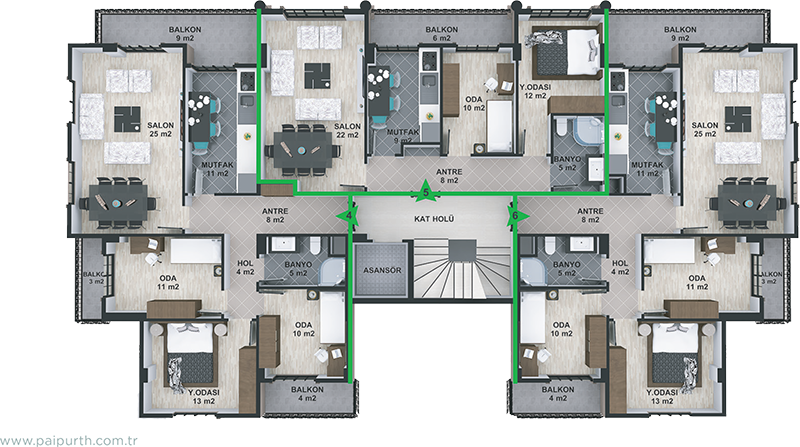 BALKON
9 m2
BALKON
6 m2
BALKON
9 m2
SALON
25 m2
SALON
22 m2
MUTFAK
9 m2
ODA
10 m2
Y.ODASI
12 m2
SALON
25 m2
MUTFAK
11 m2
BANYO
5 m2
MUTFAK
11 m2
ANTRE
8 m2
5
ANTRE
8 m2
4
KAT HOLÜ
6
ANTRE
8 m2
BALKON
3 m2
ODA
11 m2
HOL
4 m2
BANYO
5 m2
ASANSÖR
BANYO
5 m2
HOL
4 m2
ODA
11 m2
BALKON
3 m2
ODA
10 m2
ODA
10 m2
Y.ODASI
13 m2
BALKON
4 m2
BALKON
4 m2
Y.ODASI
13 m2
www.paipurth.com.tr